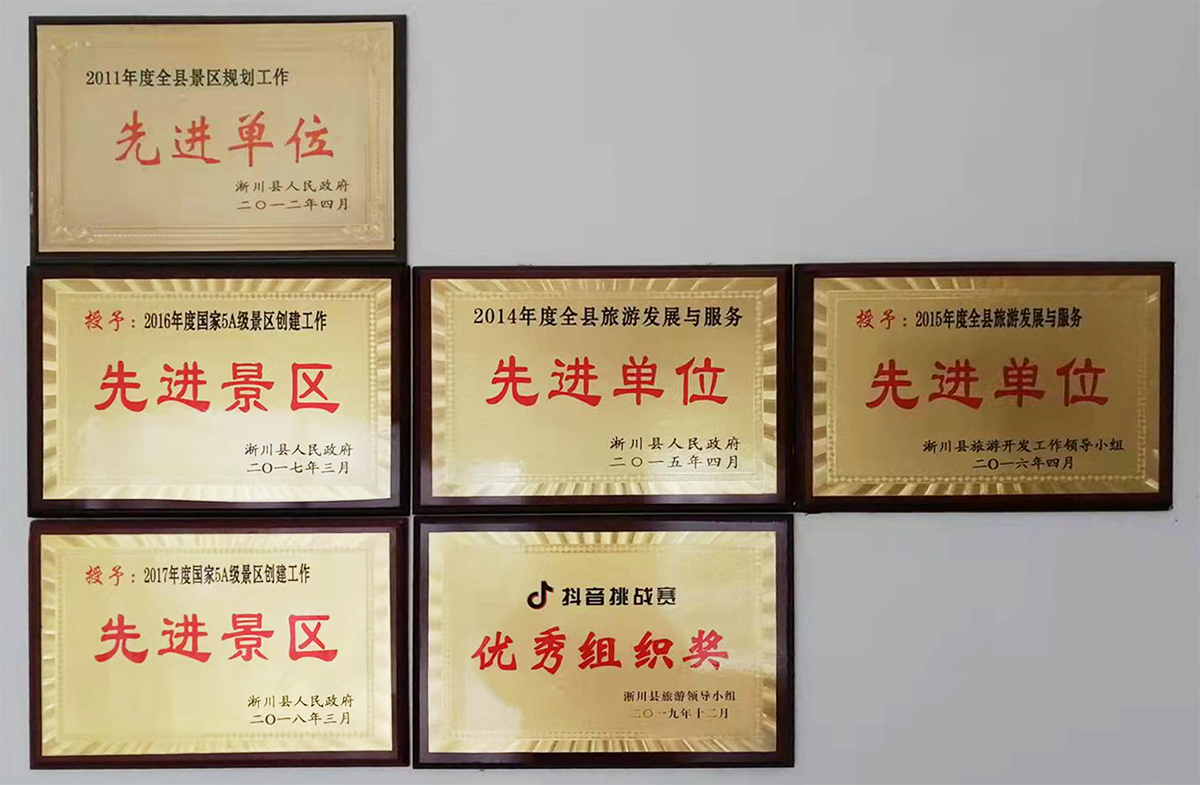 2011年度全县景区规划工作
先进单位
淅川县人民政府
二〇一二年四月
授予：2016年度国家5A级景区创建工作
先进景区
淅川县人民政府
二〇一七年三月
2014年度全县旅游发展与服务
先进单位
淅川县人民政府
二〇一五年四月
授予：2015年度全县旅游发展与服务
先进单位
淅川县旅游开发工作领导小组
二〇一六年四月
授予：2017年度国家5A级景区创建工作
先进景区
淅川县人民政府
二〇一八年三月
抖音挑战赛
优秀组织奖
淅川县旅游领导小组
二〇一九年十二月